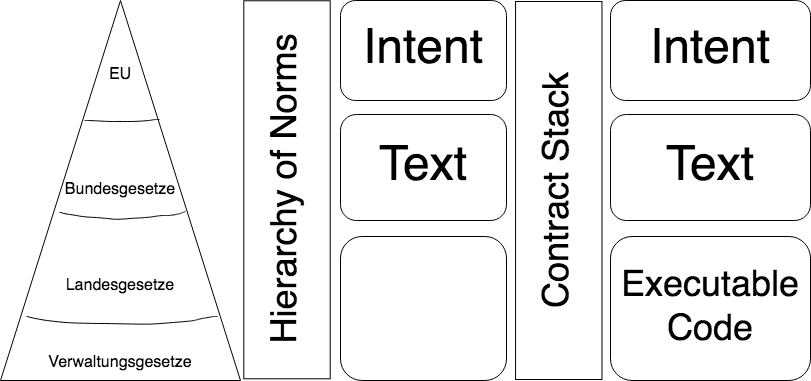 EU
Bundesgesetze
Landesgesetze
Verwaltungsgesetze
Hierarchy of Norms
Intent
Text
Contract Stack
Intent
Text
Executable
Code